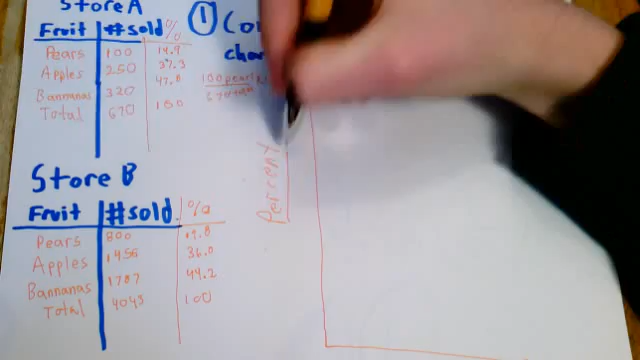 Store A
Fruit #sold %
Pears 100 14.9
Apples 250 37.3
Bannanas 320 47.8
Total 670 100
① Co
cha
100 pears
670
Store B
Fruit #sold %
Pears 800 19.8
Apples 1456 36.0
Bannanas 1787 44.2
Total 4043 100
Percent